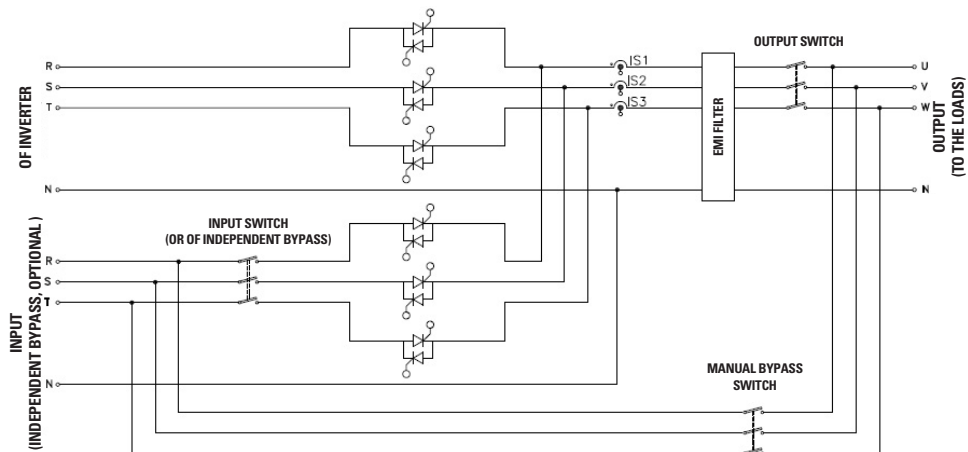 OUTPUT SWITCH
R
S
T
N
OF INVERTER
IS1
IS2
IS3
EMI FILTER
U
V
W
N
OUTPUT
(TO THE LOADS)
INPUT SWITCH
(OR OF INDEPENDENT BYPASS)
R
S
T
N
INPUT
(INDEPENDENT BYPASS, OPTIONAL )
MANUAL BYPASS
SWITCH